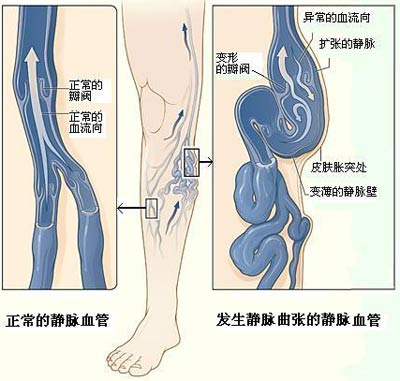 正常的
瓣阀
正常的
血流向
正常的静脉血管
异常的血流向
扩张的静脉
变形
的瓣阀
皮肤胀突处
变薄的静脉壁
发生静脉曲张的静脉血管